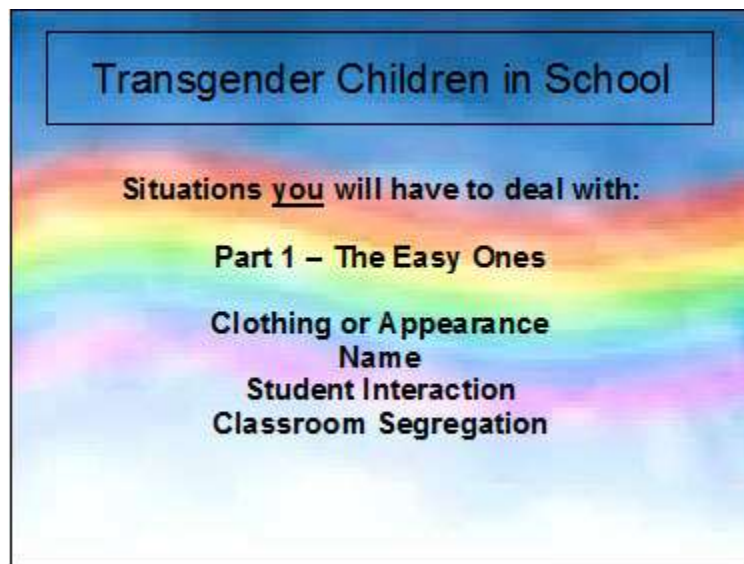 Transgender Children in School
Situations you will have to deal with:
Part 1 – The Easy Ones
Clothing or Appearance
Name
Student Interaction
Classroom Segregation